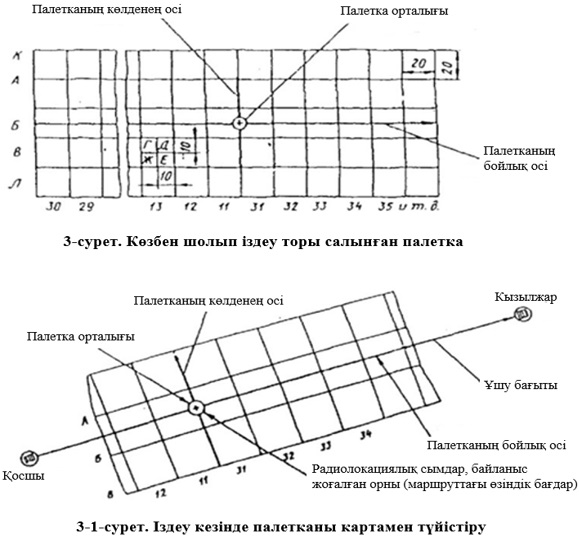 Палетканың көлденең осі
Палетка орталығы
К
А
Б
В
Л
20
20
Г Д
Ж Е
10
10
Палетканың
бойлық осі
30 29 13 12 11 31 32 33 34 35 и т. д.
3-сурет. Көзбен шолып іздеу торы салынған палетка
Палетканың көлденең осі
Кызылжар
Палетка орталығы
Ұшу бағыты
А
Б
В
12 11 31 32 33 34
Палетканың бойлық осі
Қосшы
Радиолокациялық сымдар, байланыс
жоғалған орны (маршруттағы өзіндік бағдар)
3-1-сурет. Іздеу кезінде палетканы картамен түйістіру